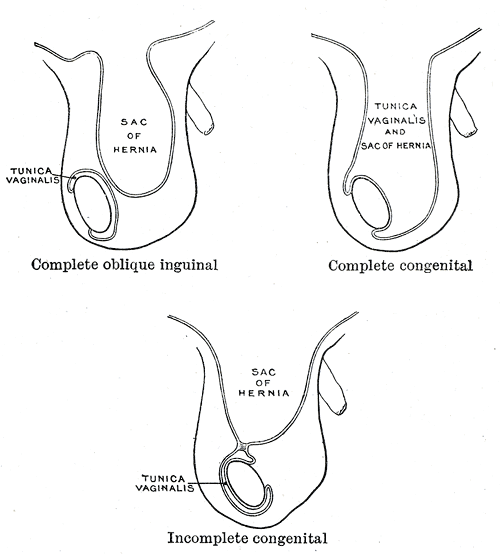 SAC
OF
HERNIA
TUNICA
VAGINALIS
Complete oblique inguinal
TUNICA
VAGINALIS
AND
SAC OF HERNIA
Complete congenital
SAC
OF
HERNIA
TUNICA
VAGINALIS
Incomplete congenital